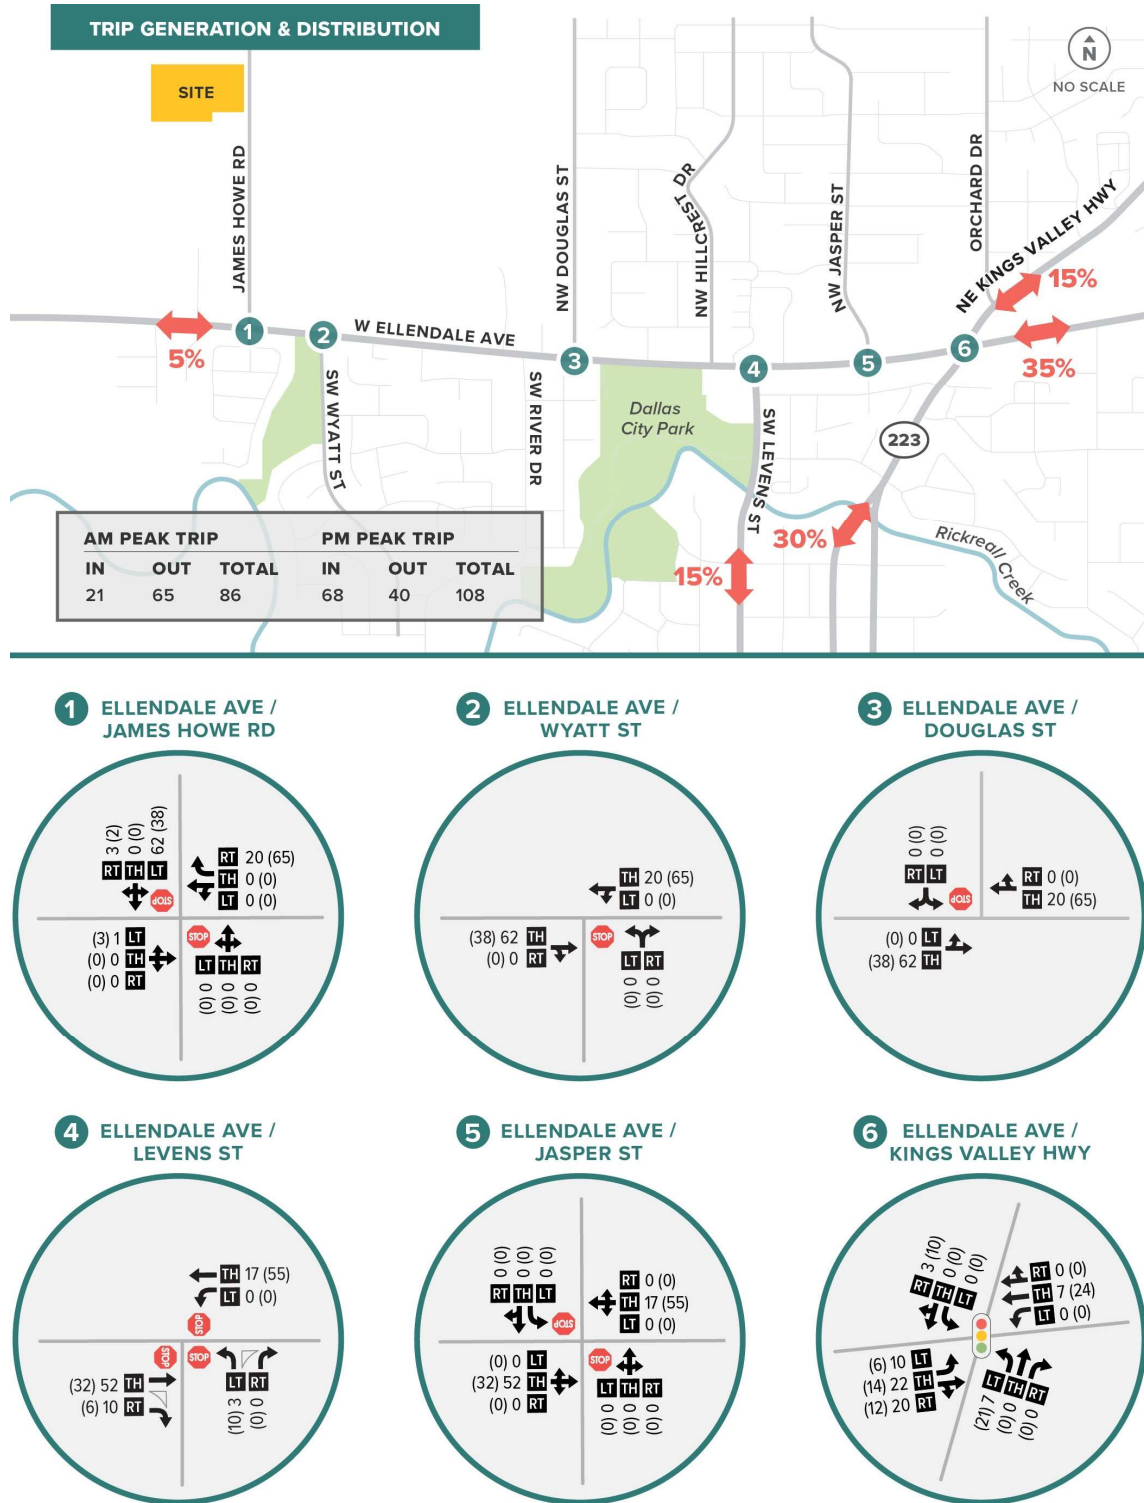 TRIP GENERATION & DISTRIBUTION
N
NO SCALE
SITE
JAMES HOWE RD
NW DOUGLAS ST
NW HILLCREST DR
NW JASPER ST
ORCHARD DR
NE KINGS VALLEY HWY
15%
1
2
W ELLENDALE AVE
3
4
5
6
5%
35%
SW WYATT ST
SW RIVER DR
Dallas
City Park
SW LEVENS ST
223
30%
15%
Rickreall Creek
AM PEAK TRIP PM PEAK TRIP
IN OUT TOTAL IN OUT TOTAL
21 65 86 68 40 108
1 ELLENDALE AVE /
JAMES HOWE RD
3 (2) 0 (0) 62 (38)
RT TH LT
STOP
RT 20 (65)
TH 0 (0)
LT 0 (0)
(3) 1 LT
(0) 0 TH
(0) 0 RT
STOP
LT TH RT
(0) 0 (0) 0 (0) 0
2 ELLENDALE AVE /
WYATT ST
TH 20 (65)
LT 0 (0)
(38) 62 TH
(0) 0 RT
STOP
LT RT
(0) 0 (0) 0
3 ELLENDALE AVE /
DOUGLAS ST
0 (0) 0 (0)
RT LT
STOP
RT 0 (0)
TH 20 (65)
(0) 0 LT
(38) 62 TH
4 ELLENDALE AVE /
LEVENS ST
TH 17 (55)
LT 0 (0)
STOP
STOP
STOP
(32) 52 TH
(6) 10 RT
LT RT
(10) 3 (0) 0
5 ELLENDALE AVE /
JASPER ST
0 (0) 0 (0) 0 (0)
RT TH LT
STOP
RT 0 (0)
TH 17 (55)
LT 0 (0)
(0) 0 LT
(32) 52 TH
(0) 0 RT
STOP
LT TH RT
(0) 0 (0) 0 (0) 0
6 ELLENDALE AVE /
KINGS VALLEY HWY
3 (10) 0 (0) 0 (0)
RT TH LT
RT 0 (0)
TH 7 (24)
LT 0 (0)
(6) 10 LT
(14) 22 TH
(12) 20 RT
LT TH RT
(21) 7 (0) 0 (0) 0